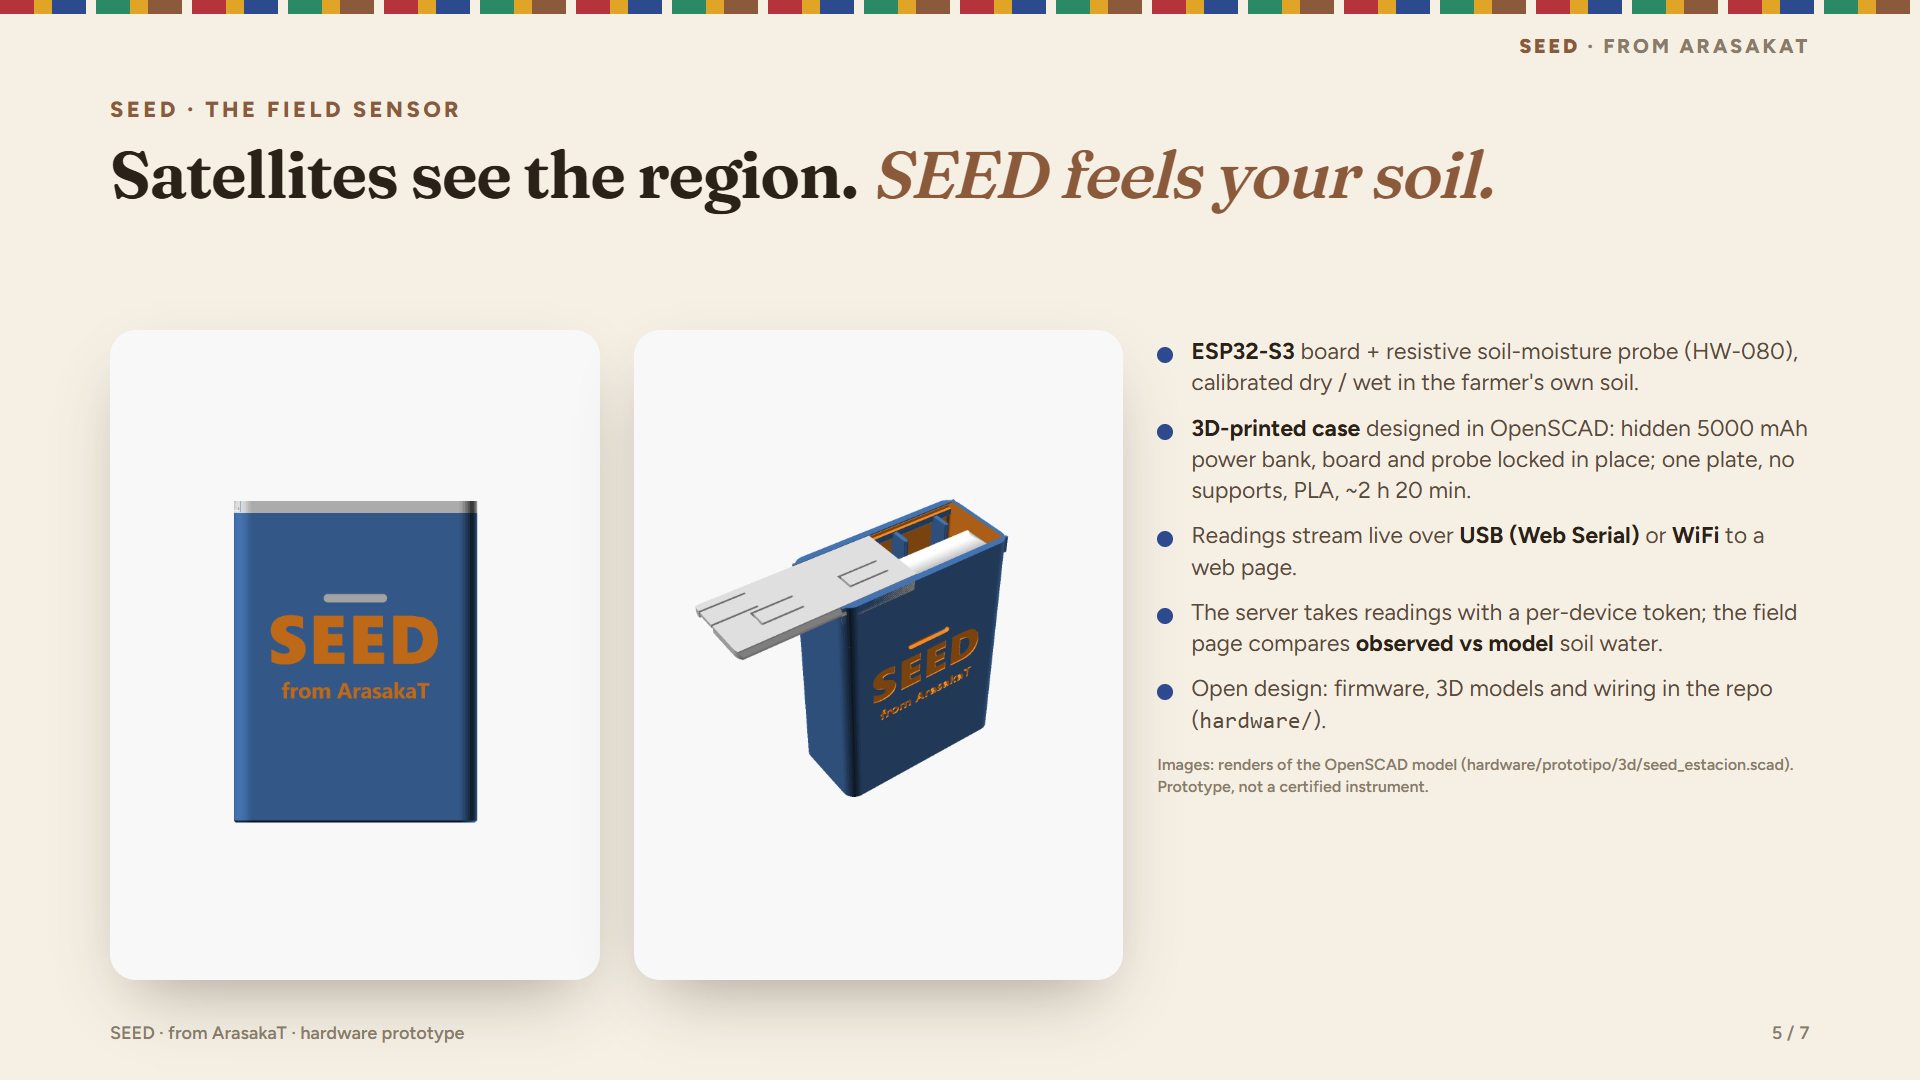 SEED · FROM ARASAKAT
SEED · THE FIELD SENSOR
Satellites see the region. SEED feels your soil.
SEED
from ArasakaT
SEED
from ArasakaT
ESP32-S3 board + resistive soil-moisture probe (HW-080),
calibrated dry / wet in the farmer's own soil.
3D-printed case designed in OpenSCAD: hidden 5000 mAh
power bank, board and probe locked in place; one plate, no
supports, PLA, ~2 h 20 min.
Readings stream live over USB (Web Serial) or WiFi to a
web page.
The server takes readings with a per-device token; the field
page compares observed vs model soil water.
Open design: firmware, 3D models and wiring in the repo
(hardware/).
Images: renders of the OpenSCAD model (hardware/prototipo/3d/seed_estacion.scad).
Prototype, not a certified instrument.
SEED · from ArasakaT · hardware prototype
5 / 7